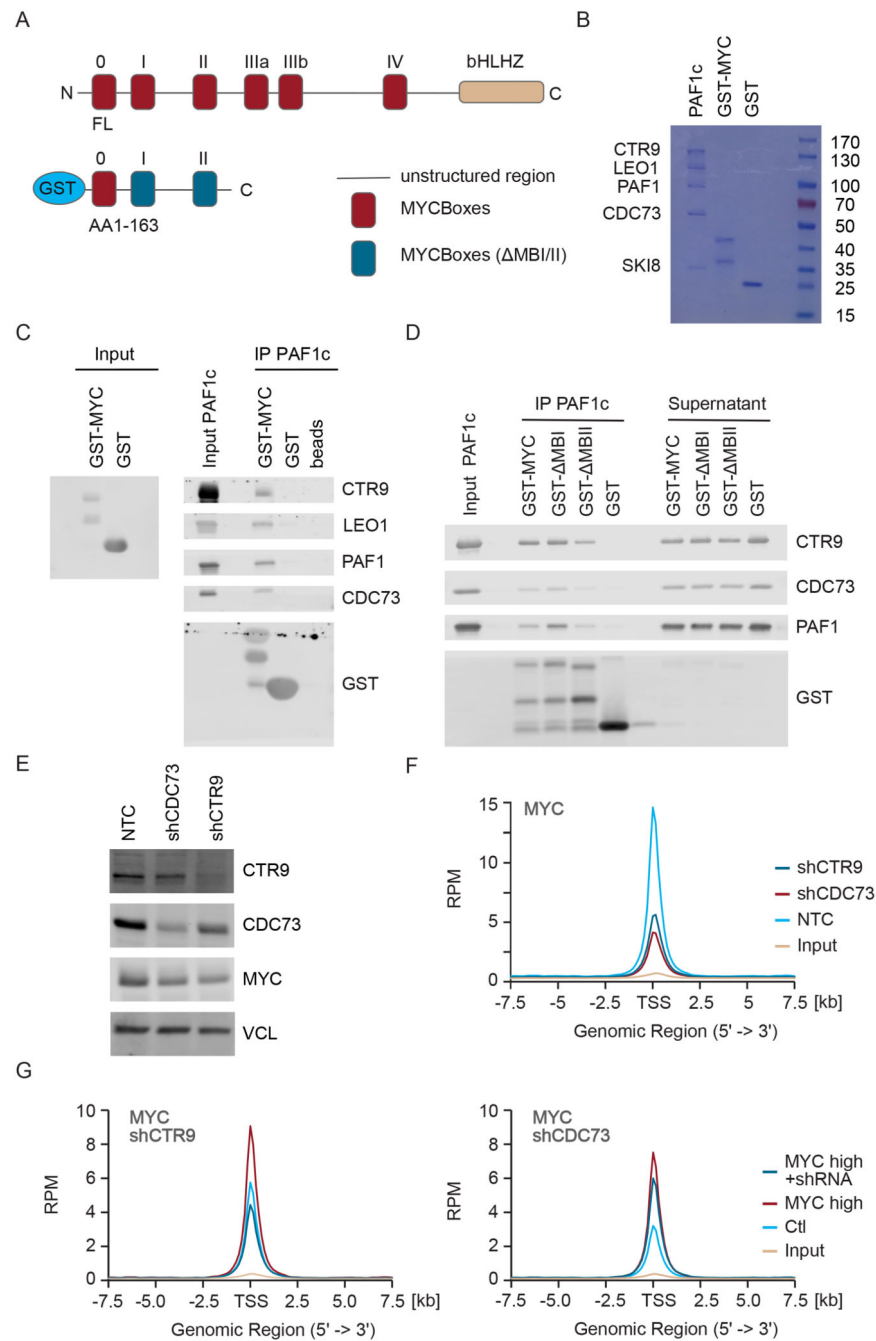 A
0 I II IIIa IIIb IV bHLHZ
N C
FL
GST 0 I II C
AA1-163
unstructured region
MYCBoxes
MYCBoxes (ΔMBI/II)
B
PAF1c GST-MYC GST
CTR9
LEO1
PAF1
CDC73
SKI8
170
130
100
70
50
40
35
25
15
C
Input
GST-MYC GST
IP PAF1c
Input PAF1c GST-MYC GST beads
CTR9
LEO1
PAF1
CDC73
GST
D
IP PAF1c Supernatant
Input PAF1c GST-MYC GST-ΔMBI GST-ΔMBII GST GST-MYC GST-ΔMBI GST-ΔMBII GST
CTR9
CDC73
PAF1
GST
E
NTC shCDC73 shCTR9
CTR9
CDC73
MYC
VCL
F
MYC
RPM
15
10
5
0
shCTR9
shCDC73
NTC
Input
-7.5 -5 -2.5 TSS 2.5 5 7.5 [kb]
Genomic Region (5' -> 3')
G
MYC
shCTR9
RPM
10
8
6
4
2
0
-7.5 -5.0 -2.5 TSS 2.5 5.0 7.5 [kb]
Genomic Region (5' -> 3')
MYC
shCDC73
RPM
10
8
6
4
2
0
MYC high
+shRNA
MYC high
Ctl
Input
-7.5 -5.0 -2.5 TSS 2.5 5.0 7.5 [kb]
Genomic Region (5' -> 3')